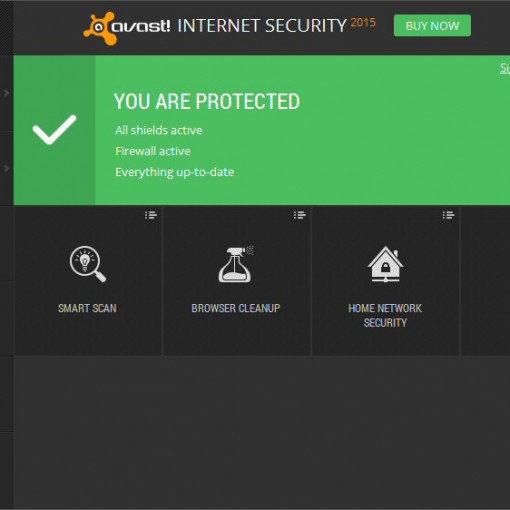 avast! INTERNET SECURITY 2015
BUY NOW
YOU ARE PROTECTED
All shields active
Firewall active
Everything up-to-date
SMART SCAN
BROWSER CLEANUP
HOME NETWORK
SECURITY